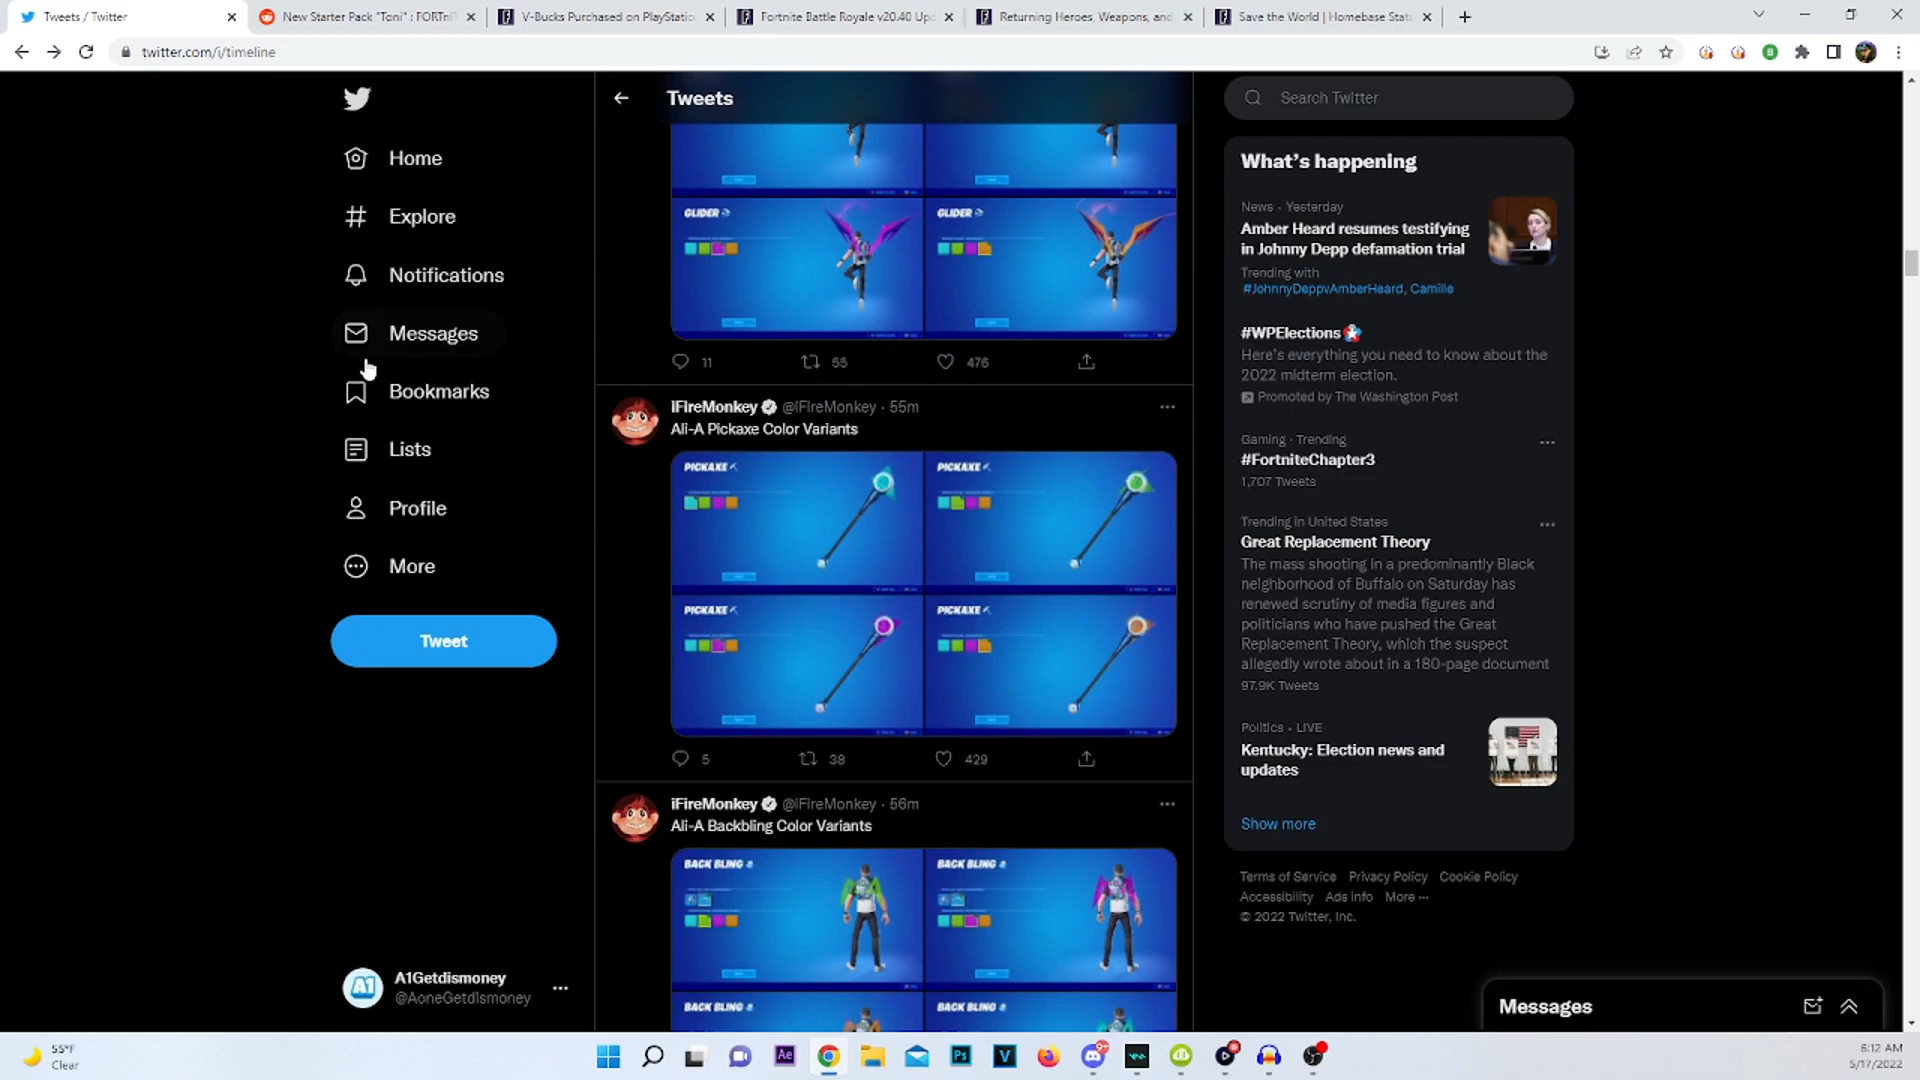 Tweets / Twitter
New Starter Pack "Toni" : FORTniT
V-Bucks Purchased on PlayStatio
Fortnite Battle Royale v20.40 Up
Returning Heroes, Weapons, and
Save the World | Homebase Statu
twitter.com/i/timeline
Home
Explore
Notifications
Messages
Bookmarks
Lists
Profile
More
Tweet
A1Getdismoney
@AoneGetdismoney
Tweets
GLIDER
GLIDER
11
55
476
iFireMonkey @iFireMonkey · 55m
Ali-A Pickaxe Color Variants
PICKAXE
PICKAXE
PICKAXE
PICKAXE
5
38
429
iFireMonkey @iFireMonkey · 56m
Ali-A Backbling Color Variants
BACK BLING
BACK BLING
BACK BLING
BACK BLING
Search Twitter
What's happening
News · Yesterday
Amber Heard resumes testifying
in Johnny Depp defamation trial
Trending with
#JohnnyDeppvAmberHeard, Camille
#WPElections
Here's everything you need to know about the
2022 midterm election.
Promoted by The Washington Post
Gaming · Trending
#FortniteChapter3
1,707 Tweets
Trending in United States
Great Replacement Theory
The mass shooting in a predominantly Black
neighborhood of Buffalo on Saturday has
renewed scrutiny of media figures and
politicians who have pushed the Great
Replacement Theory, which the suspect
allegedly wrote about in a 180-page document
97.9K Tweets
Politics · LIVE
Kentucky: Election news and
updates
Show more
Terms of Service Privacy Policy Cookie Policy
Accessibility Ads info More ···
© 2022 Twitter, Inc.
Messages
55°F
Clear
6:12 AM
5/17/2022